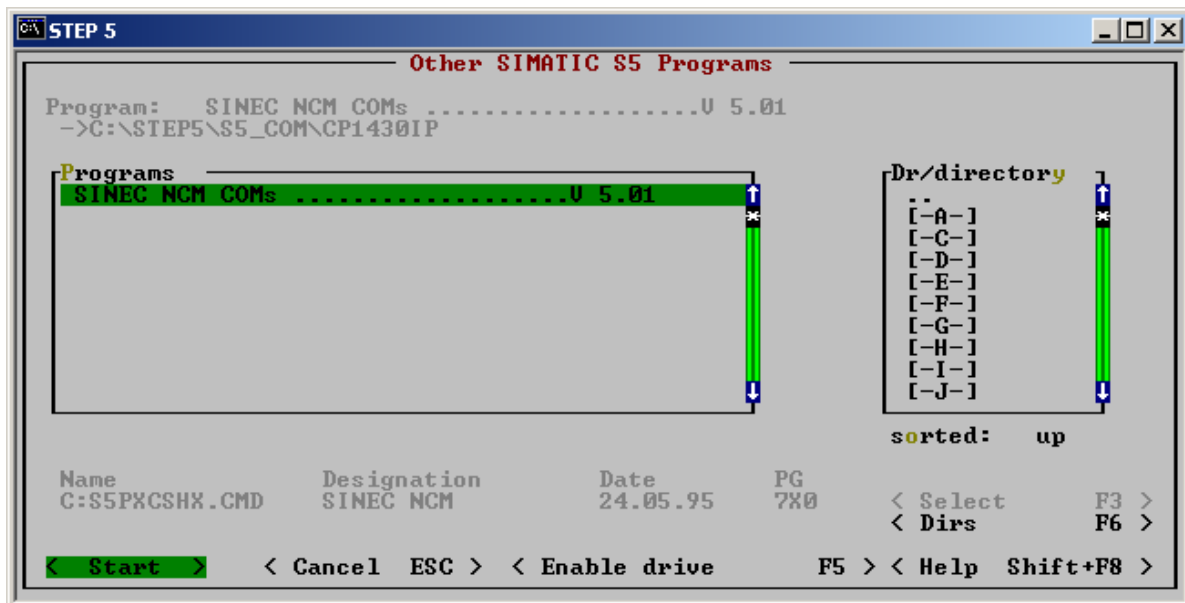 STEP 5
Other SIMATIC S5 Programs
Program: SINEC NCM COMs ...................V 5.01
->C:\STEP5\S5_COM\CP1430IP
Programs
SINEC NCM COMs ...................V 5.01
Dr/directory
..
[-A-]
[-C-]
[-D-]
[-E-]
[-F-]
[-G-]
[-H-]
[-I-]
[-J-]
sorted: up
Name Designation Date PG
C:S5PXCSHX.CMD SINEC NCM 24.05.95 7X0
< Select F3 >
< Dirs F6 >
< Start > < Cancel ESC > < Enable drive F5 > < Help Shift+F8 >